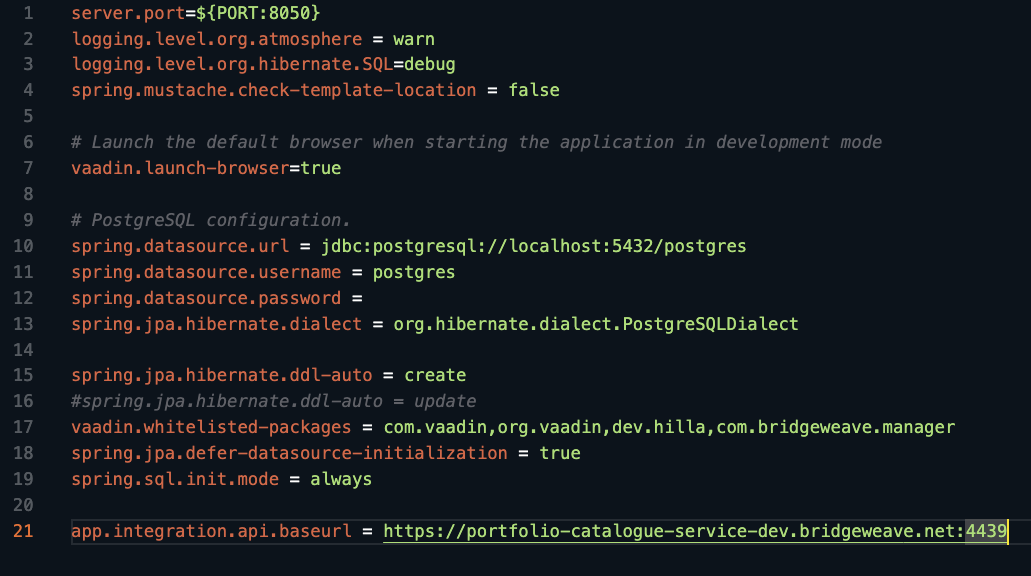 1 server.port=${PORT:8050}
2 logging.level.org.atmosphere = warn
3 logging.level.org.hibernate.SQL=debug
4 spring.mustache.check-template-location = false
5
6 # Launch the default browser when starting the application in development mode
7 vaadin.launch-browser=true
8
9 # PostgreSQL configuration.
10 spring.datasource.url = jdbc:postgresql://localhost:5432/postgres
11 spring.datasource.username = postgres
12 spring.datasource.password =
13 spring.jpa.hibernate.dialect = org.hibernate.dialect.PostgreSQLDialect
14
15 spring.jpa.hibernate.ddl-auto = create
16 #spring.jpa.hibernate.ddl-auto = update
17 vaadin.whitelisted-packages = com.vaadin,org.vaadin,dev.hilla,com.bridgeweave.manager
18 spring.jpa.defer-datasource-initialization = true
19 spring.sql.init.mode = always
20
21 app.integration.api.baseurl = https://portfolio-catalogue-service-dev.bridgeweave.net:4439